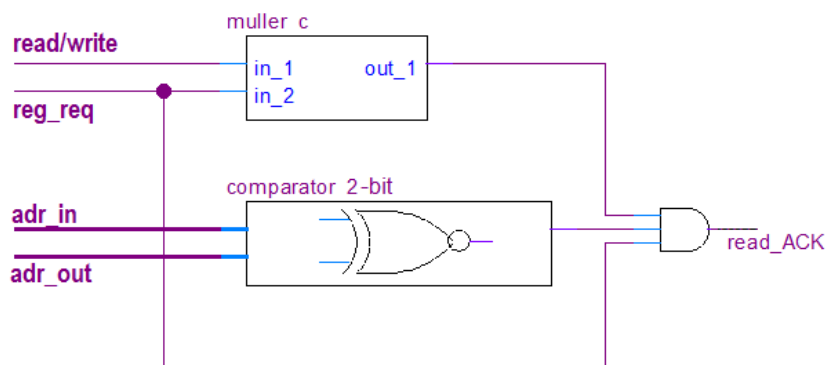 muller c
read/write
in_1
out_1
reg_req
in_2
comparator 2-bit
adr_in
adr_out
read_ACK